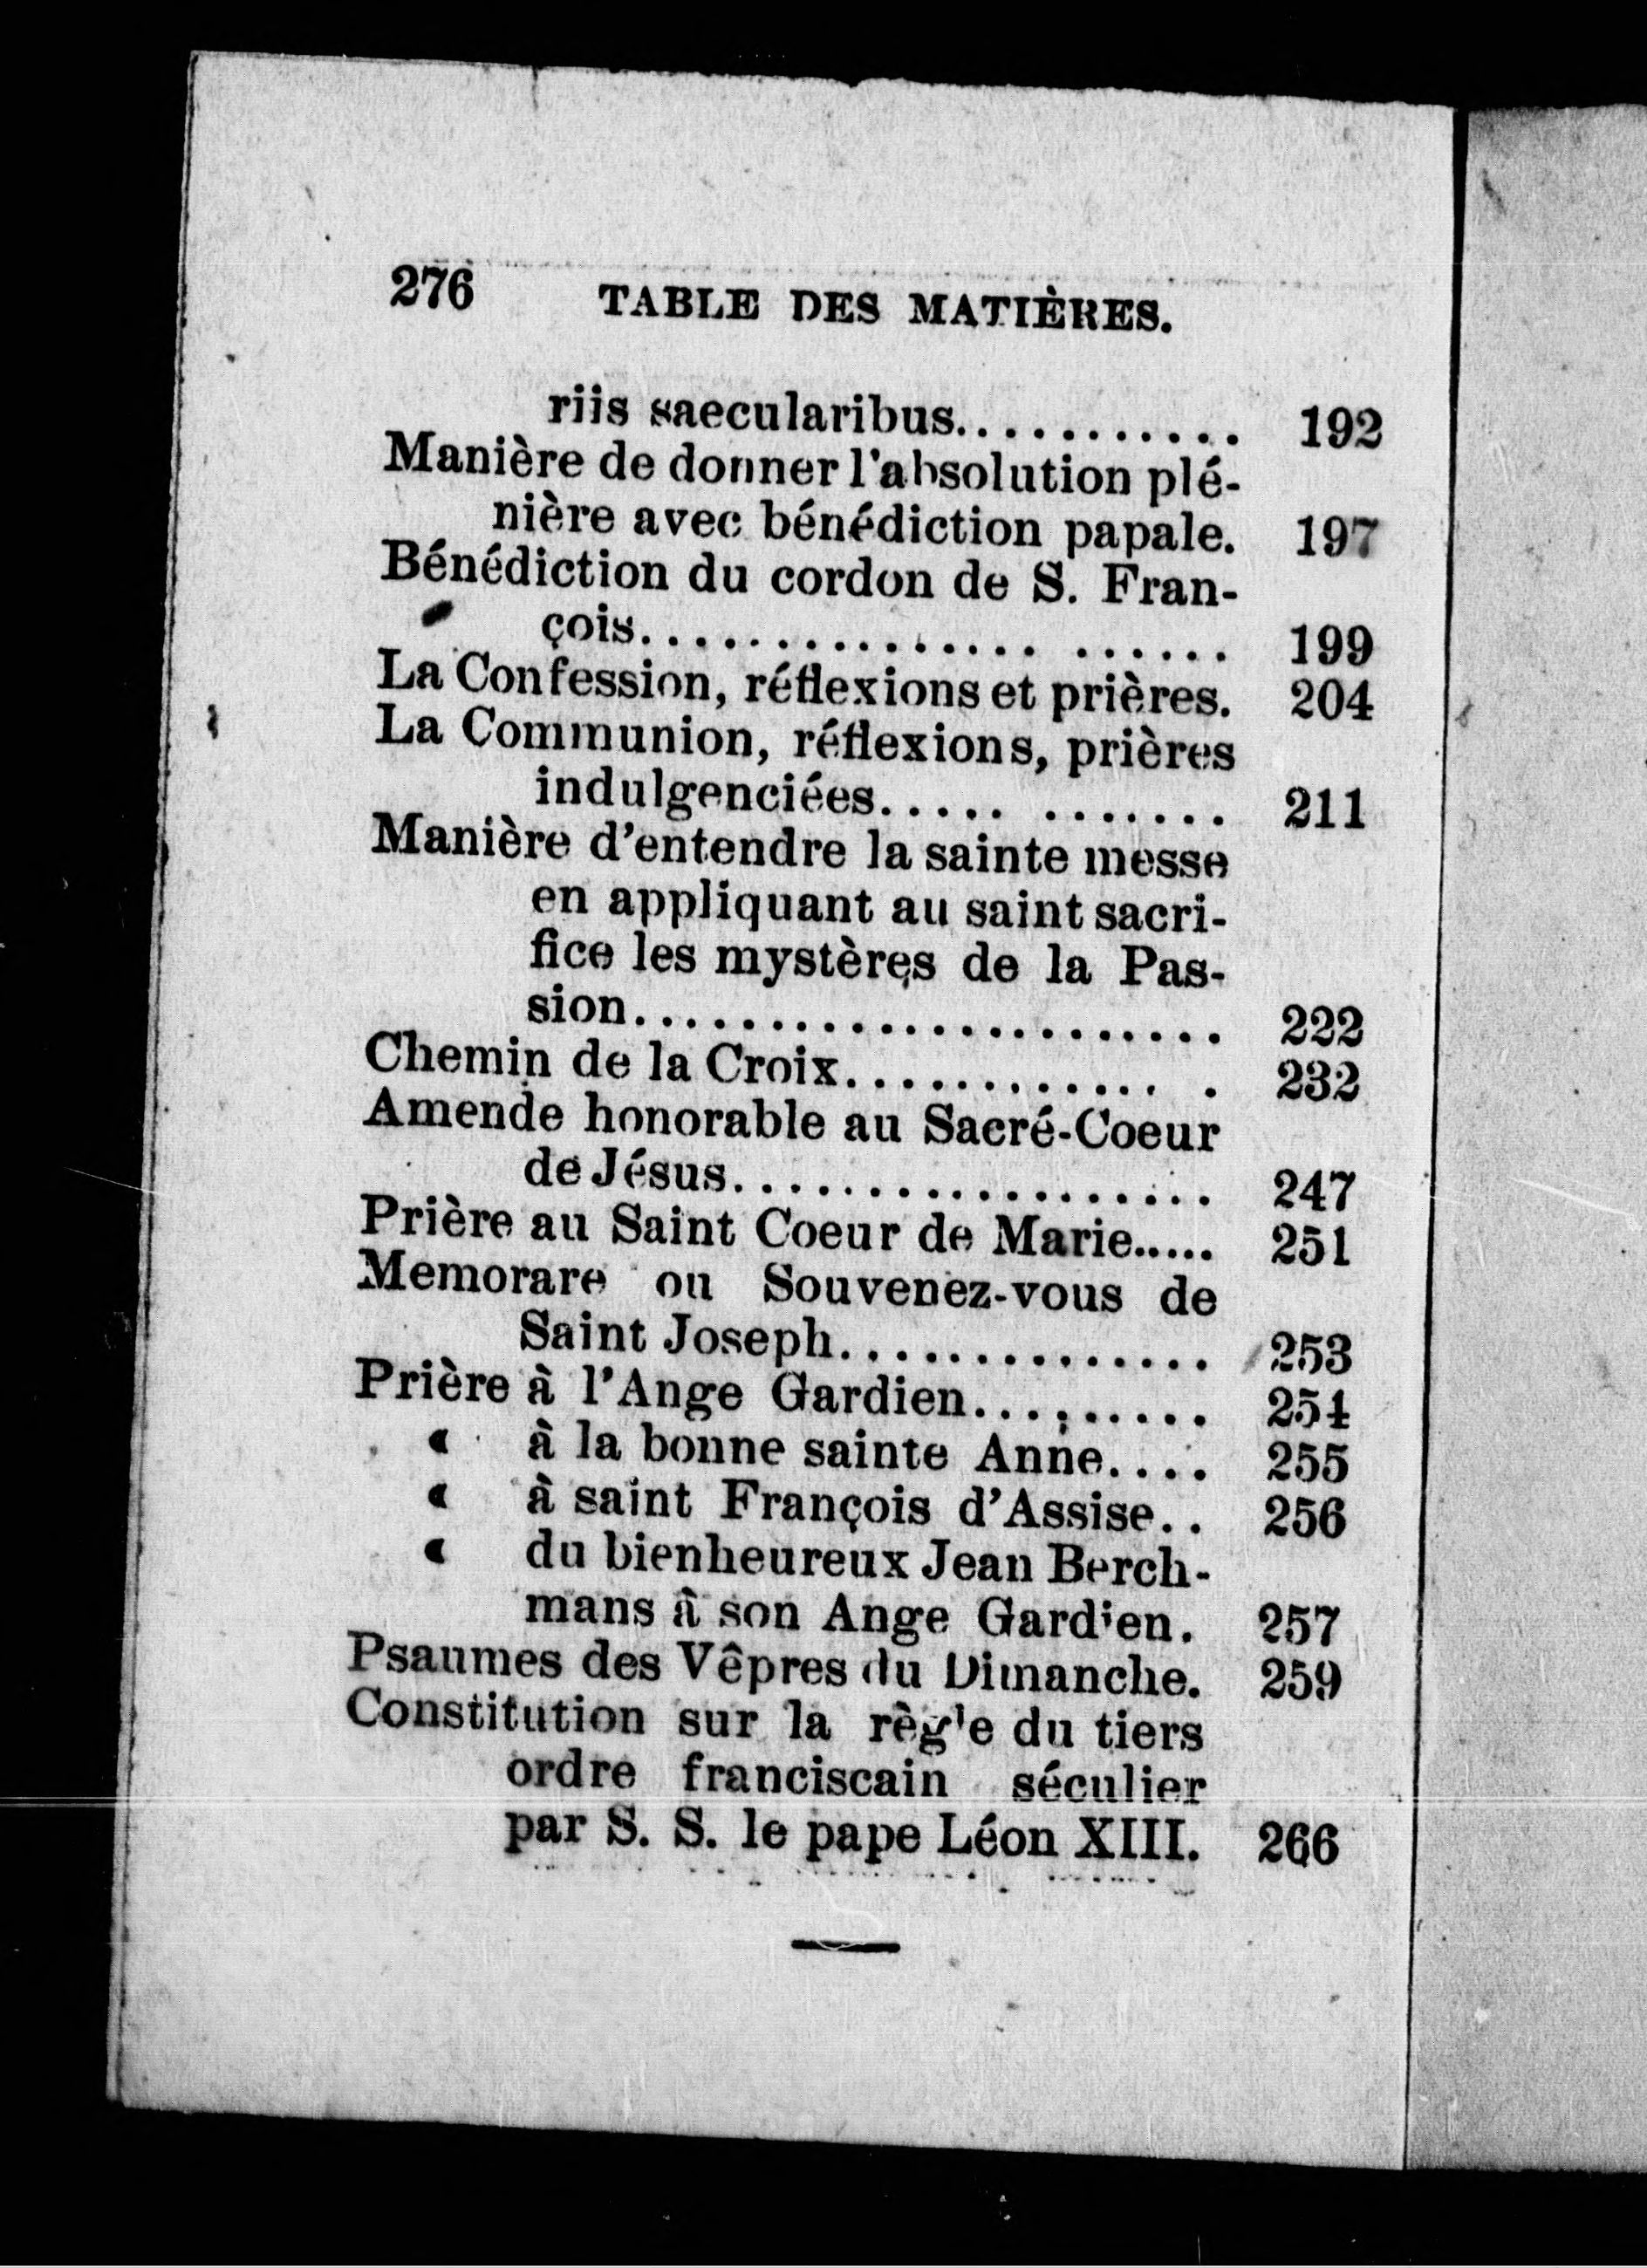 276 TABLE DES MATIÈRES.
riis saecularibus........... 192
Manière de donner l'absolution plé-
nière avec bénédiction papale. 197
Bénédiction du cordon de S. Fran-
çois..................... 199
La Confession, réflexions et prières. 204
La Communion, réflexions, prières
indulgenciées..... ....... 211
Manière d'entendre la sainte messe
en appliquant au saint sacri-
fice les mystères de la Pas-
sion...................... 222
Chemin de la Croix............. . 232
Amende honorable au Sacré-Coeur
de Jésus.................. 247
Prière au Saint Coeur de Marie..... 251
Memorare ou Souvenez-vous de
Saint Joseph.............. 253
Prière à l'Ange Gardien......... 254
« à la bonne sainte Anne.... 255
« à saint François d'Assise.. 256
« du bienheureux Jean Berch-
mans à son Ange Gardien. 257
Psaumes des Vêpres du Dimanche. 259
Constitution sur la règle du tiers
ordre franciscain séculier
par S. S. le pape Léon XIII. 266